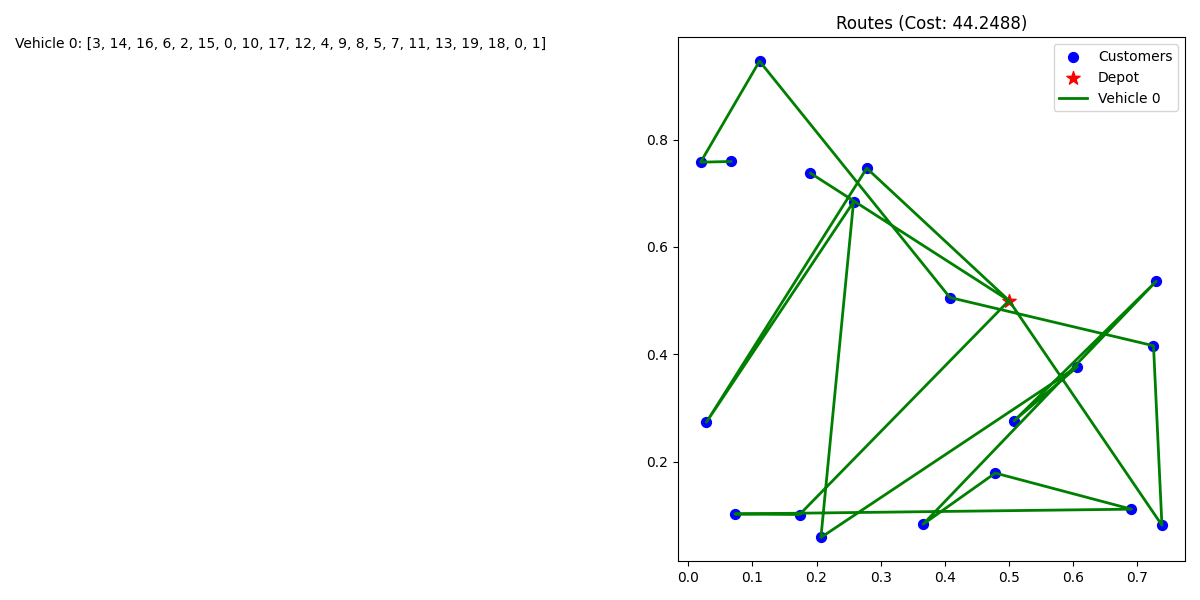 Vehicle 0: [3, 14, 16, 6, 2, 15, 0, 10, 17, 12, 4, 9, 8, 5, 7, 11, 13, 19, 18, 0, 1]
Routes (Cost: 44.2488)
Customers
Depot
Vehicle 0
0.8
0.6
0.4
0.2
0.0 0.1 0.2 0.3 0.4 0.5 0.6 0.7